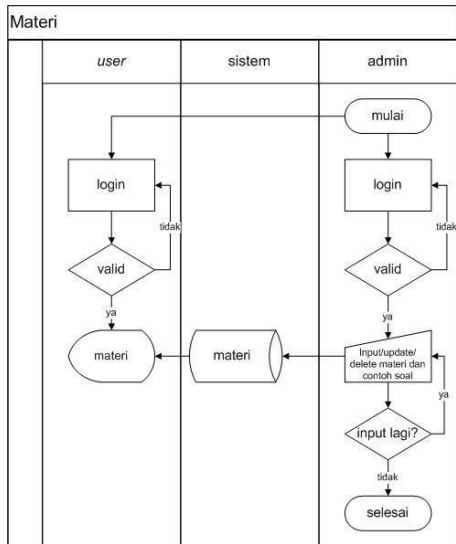 Materi
user
sistem
admin
mulai
login
login
tidak
tidak
valid
valid
ya
ya
materi
materi
Input/update/
delete materi dan
contoh soal
ya
input lagi?
tidak
selesai